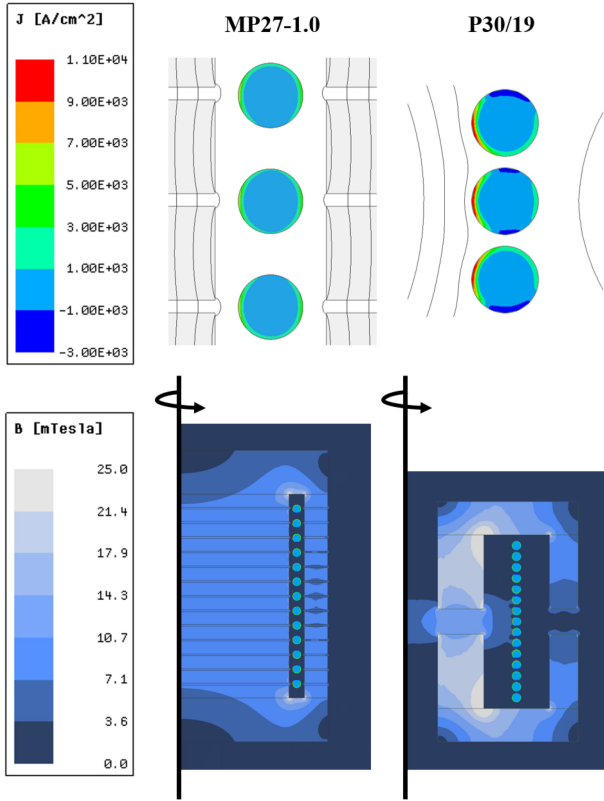 J [A/cm^2]
1.10E+04
9.00E+03
7.00E+03
5.00E+03
3.00E+03
1.00E+03
-1.00E+03
-3.00E+03
MP27-1.0
P30/19
B [mTesla]
25.0
21.4
17.9
14.3
10.7
7.1
3.6
0.0